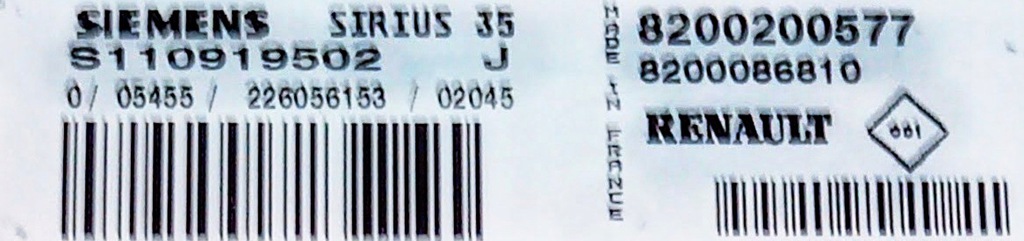 SIEMENS SIRIUS 35
S110919502 J
0/ 05455 / 226056153 / 02045
MADE IN FRANCE
8200200577
8200086810
RENAULT